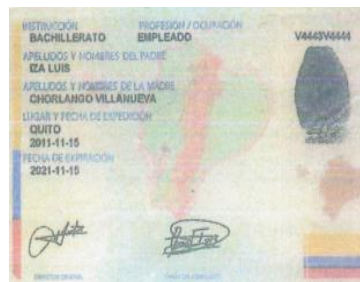 INSTRUCCIÓN PROFESIÓN / OCUPACIÓN
BACHILLERATO EMPLEADO V4443V4444
APELLIDOS Y NOMBRES DEL PADRE
IZA LUIS
APELLIDOS Y NOMBRES DE LA MADRE
CHORLANGO VILLANUEVA
LUGAR Y FECHA DE EXPEDICIÓN
QUITO
2011-11-15
FECHA DE EXPIRACIÓN
2021-11-15